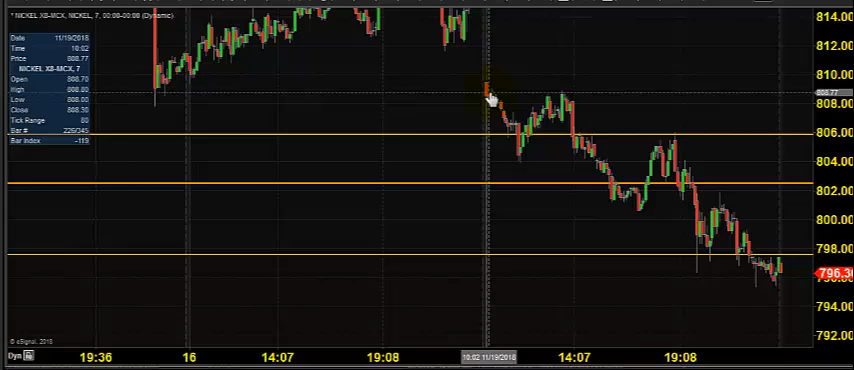 * NICKEL X8-MCX, NICKEL, 7, 00:00-00:00 (Dynamic)
Date 11/19/2018
Time 10:02
Price 808.77
NICKEL X8-MCX, 7
Open 808.70
High 808.80
Low 808.00
Close 808.30
Tick Range 80
Bar # 226/345
Bar Index -119
814.00
812.00
810.00
808.77
808.00
806.00
804.00
802.00
800.00
798.00
796.30
794.00
792.00
© eSignal, 2018
Dyn 19:36 16 14:07 19:08 10:02 11/19/2018 14:07 19:08